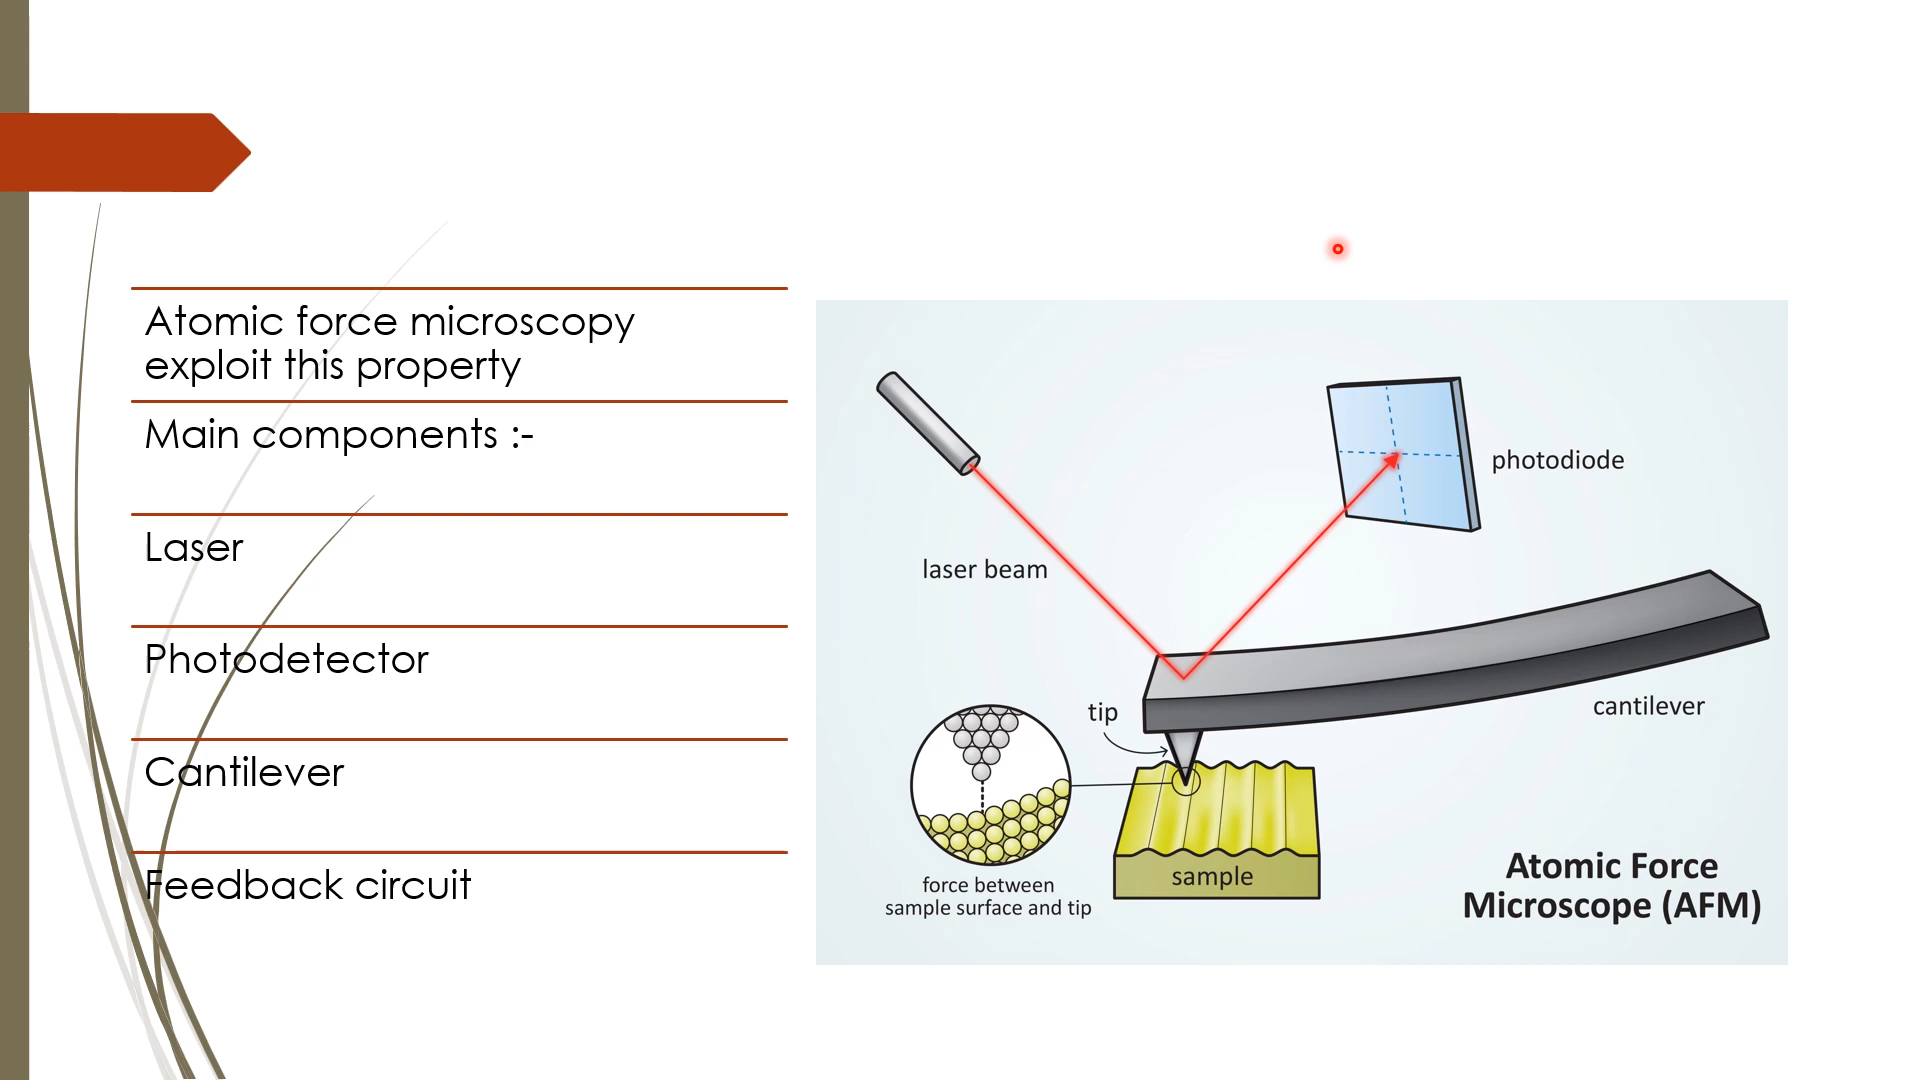 Atomic force microscopy
exploit this property
Main components :-
Laser
Photodetector
Cantilever
Feedback circuit
photodiode
laser beam
tip
cantilever
sample
force between
sample surface and tip
Atomic Force
Microscope (AFM)